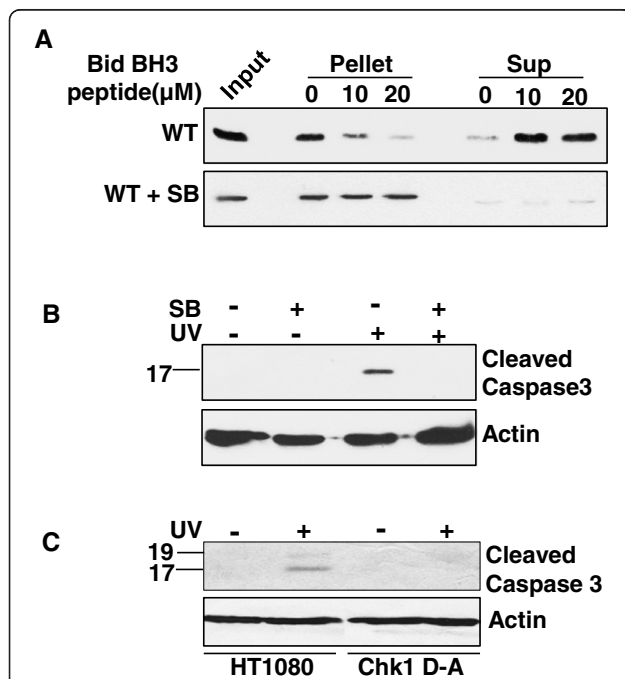 A
Bid BH3 peptide(µM)
Input
Pellet
Sup
0 10 20 0 10 20
WT
WT + SB
B
SB - + - +
UV - - + +
17
Cleaved Caspase3
Actin
C
UV - + - +
19
17
Cleaved Caspase 3
Actin
HT1080 Chk1 D-A